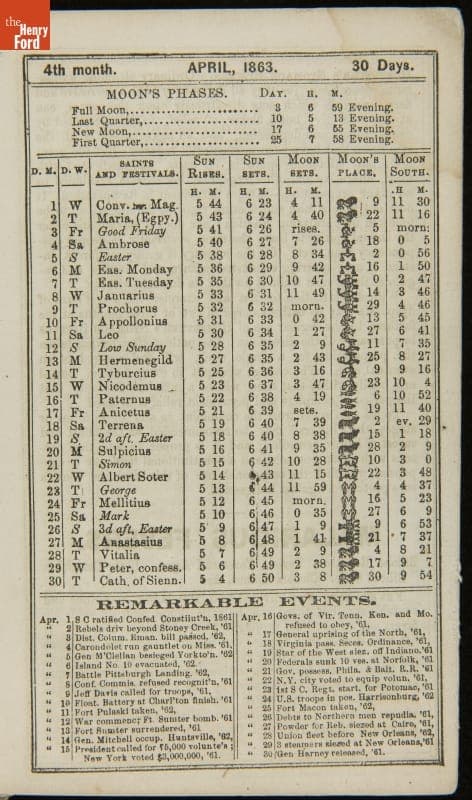 the
Henry
Ford
4th month. APRIL, 1863. 30 Days.
MOON'S PHASES. DAY. H. M.
Full Moon, 3 6 59 Evening.
Last Quarter, 10 5 13 Evening.
New Moon, 17 6 55 Evening.
First Quarter, 25 7 58 Evening.
D. M. D. W. SAINTS AND FESTIVALS. SUN RISES. SUN SETS. MOON SETS. MOON'S PLACE. MOON SOUTH.
H. M. H. M. H. M. H M.
1 W Conv. Mag. 5 44 6 23 4 11 9 11 30
2 T Maria, (Egpy.) 5 43 6 24 4 40 22 11 16
3 Fr Good Friday 5 41 6 26 rises. 5 morn:
4 Sa Ambrose 5 40 6 27 7 26 18 0 5
5 S Easter 5 38 6 28 8 34 2 0 56
6 M Eas. Monday 5 36 6 29 9 42 16 1 50
7 T Eas. Tuesday 5 35 6 30 10 47 0 2 47
8 W Januarius 5 33 6 31 11 49 14 3 46
9 T Prochorus 5 32 6 32 morn. 29 4 46
10 Fr Appollonius 5 31 6 33 0 42 13 5 45
11 Sa Leo 5 30 6 34 1 27 27 6 41
12 S Low Sunday 5 28 6 35 2 9 11 7 35
13 M Hermenegild 5 27 6 35 2 43 25 8 27
14 T Tyburcius 5 25 6 36 3 16 9 9 16
15 W Nicodemus 5 23 6 37 3 47 23 10 4
16 T Paternus 5 22 6 38 4 19 6 10 52
17 Fr Anicetus 5 21 6 39 sets. 19 11 40
18 Sa Terrena 5 19 6 40 7 39 2 ev. 29
19 S 2d aft. Easter 5 18 6 40 8 38 15 1 18
20 M Sulpicius 5 16 6 41 9 35 28 2 9
21 T Simon 5 15 6 42 10 28 10 3 0
22 W Albert Soter 5 14 6 43 11 15 22 3 48
23 T George 5 13 6 44 11 59 4 4 37
24 Fr Mellitius 5 12 6 45 morn. 16 5 23
25 Sa Mark 5 10 6 46 0 35 27 6 9
26 S 3d aft. Easter 5 9 6 47 1 9 9 6 53
27 M Anastasius 5 8 6 48 1 41 21 7 37
28 T Vitalia 5 7 6 49 2 9 4 8 21
29 W Peter, confess. 5 6 6 49 2 38 17 9 7
30 T Cath. of Sienn. 5 4 6 50 3 8 30 9 54
REMARKABLE EVENTS.
Apr. 1, S C ratified Confed Constitut'n, 1861
" 2 Rebels driv beyond Stoney Creek, '61
" 3 Dist. Colum. Eman. bill passed, '62,
" 4 Carondolet run gauntlet on Miss. '61.
" 5 Gen M'Clellan besieged Yorkto'n. '62
" 6 Island No. 10 evacuated, '62.
" 7 Battle Pittsburgh Landing, '62.
" 8 Conf. Commis. refused recognit'n, '61.
" 9 Jeff Davis called for troops, '61,
" 10 Float. Battery at Charl'ton finish. '61
" 11 Fort Pulaski taken, '62,
" 12 War commenc; Ft. Sumter bomb. '61
" 13 Fort Sumter surrendered, '61
" 14 Gen. Mitchell occup. Huntsville, '62,
" 15 President called for 75,000 volunte's;
New York voted $3,000,000, '61.
Apr. 16 Govs. of Vir. Tenn. Ken. and Mo.
refused to obey, '61.
" 17 General uprising of the North, '61,
" 18 Virginia pass. Seces. Ordinance, '61,
" 19 Star of the West siez. off Indiano.'61
" 20 Federals sunk 10 ves. at Norfolk, '61
" 21 Gov. possess. Phila. & Balt. R.R. '61
" 22 N.Y. city voted to equip volun, '61,
" 23 1st S C. Regt. start. for Potomac, '61
" 24 U.S. troops in pos. Harrisonburg, '62
" 25 Fort Macon taken, '62,
" 26 Debts to Northern men repudia, '61,
" 27 Powder for Reb. siezed at Cairo, '61,
" 28 Union fleet before New Orleans, '62,
" 29 3 steamers siezed at New Orleans,'61
" 30 Gen Harney released, '61.